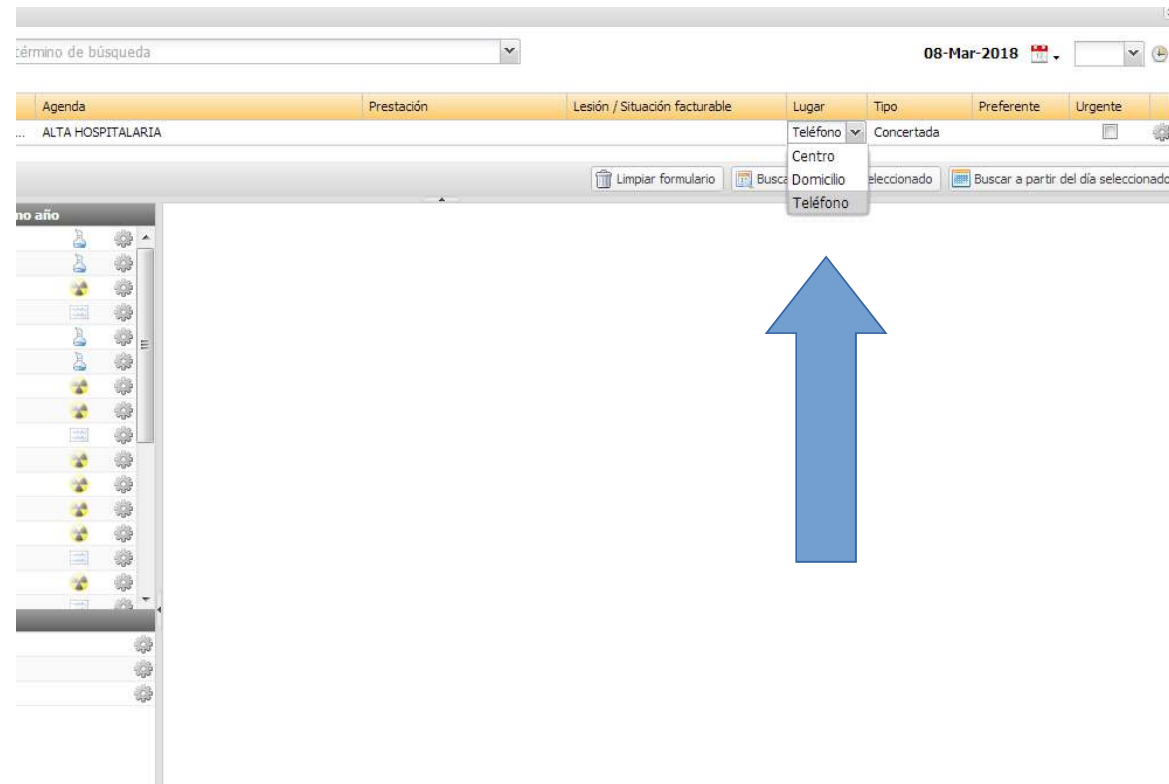 término de búsqueda
08-Mar-2018
Agenda Prestación Lesión / Situación facturable Lugar Tipo Preferente Urgente
... ALTA HOSPITALARIA Teléfono Concertada
Centro
Domicilio
Teléfono
Limpiar formulario Busca eleccionado Buscar a partir del día seleccionado
no año